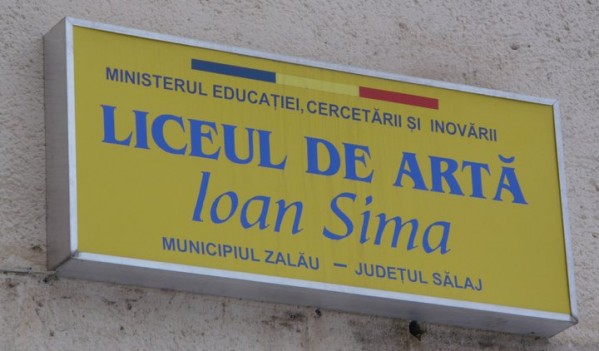 MINISTERUL EDUCAȚIEI, CERCETĂRII ȘI INOVĂRII
LICEUL DE ARTĂ
Ioan Sima
MUNICIPIUL ZALĂU – JUDEȚUL SĂLAJ